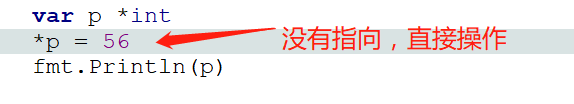 var p *int
*p = 56 没有指向，直接操作
fmt.Println(p)